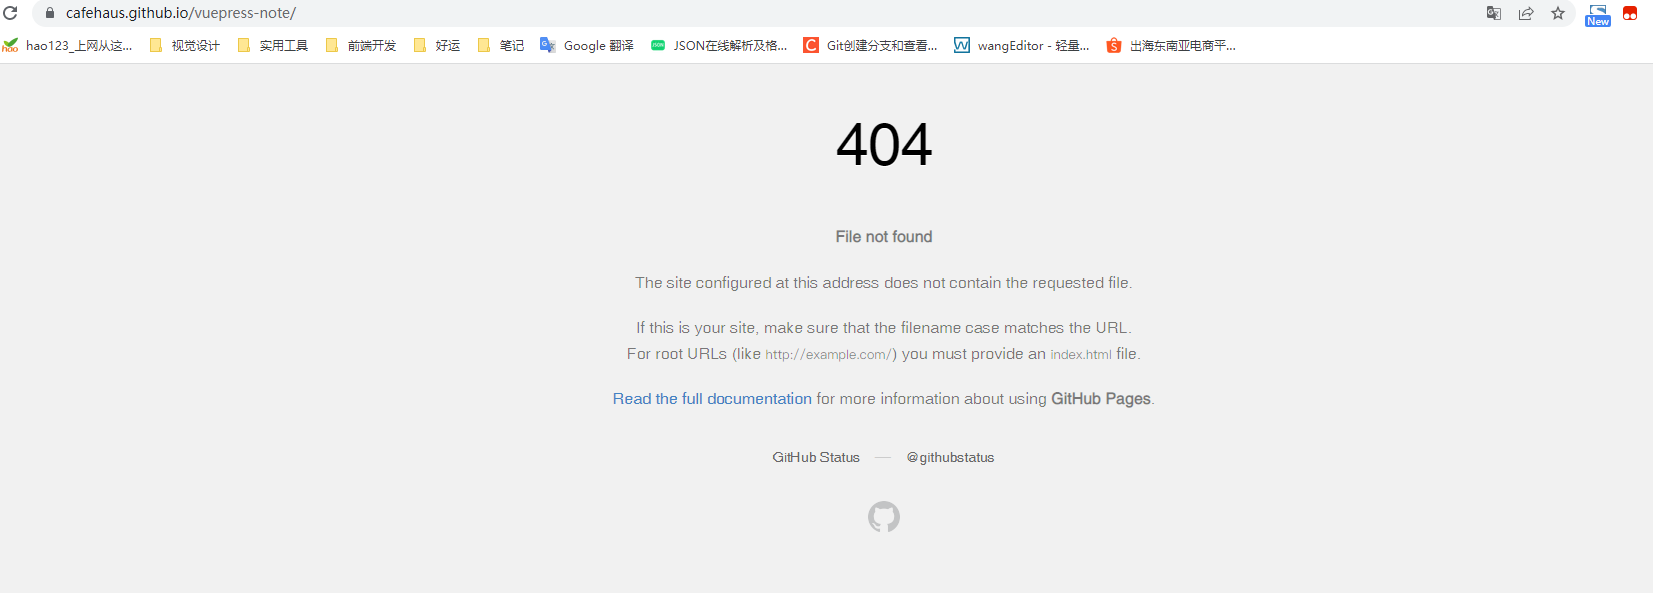 cafehaus.github.io/vuepress-note/
New
hao123_上网从这... 视觉设计 实用工具 前端开发 好运 笔记 Google 翻译 JSON在线解析及格... Git创建分支和查看... wangEditor - 轻量... 出海东南亚电商平...
404
File not found
The site configured at this address does not contain the requested file.
If this is your site, make sure that the filename case matches the URL.
For root URLs (like http://example.com/) you must provide an index.html file.
Read the full documentation for more information about using GitHub Pages.
GitHub Status — @githubstatus